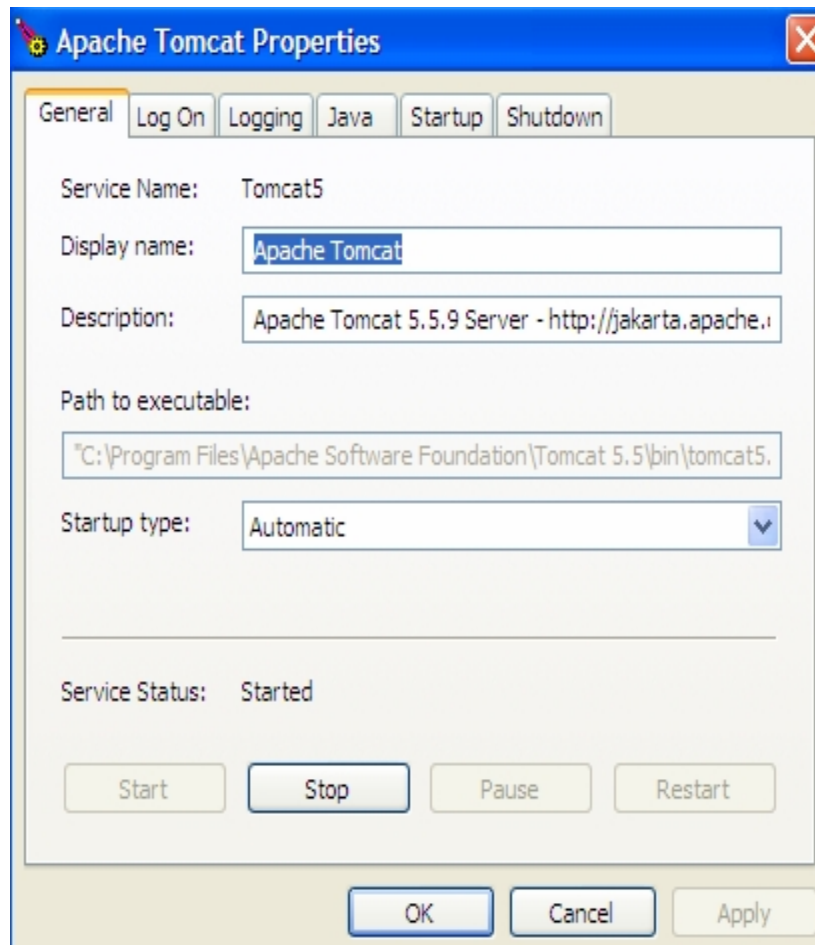 Apache Tomcat Properties
General Log On Logging Java Startup Shutdown
Service Name: Tomcat5
Display name: Apache Tomcat
Description: Apache Tomcat 5.5.9 Server - http://jakarta.apache.
Path to executable:
"C:\Program Files\Apache Software Foundation\Tomcat 5.5\bin\tomcat5.
Startup type: Automatic
Service Status: Started
Start Stop Pause Restart
OK Cancel Apply